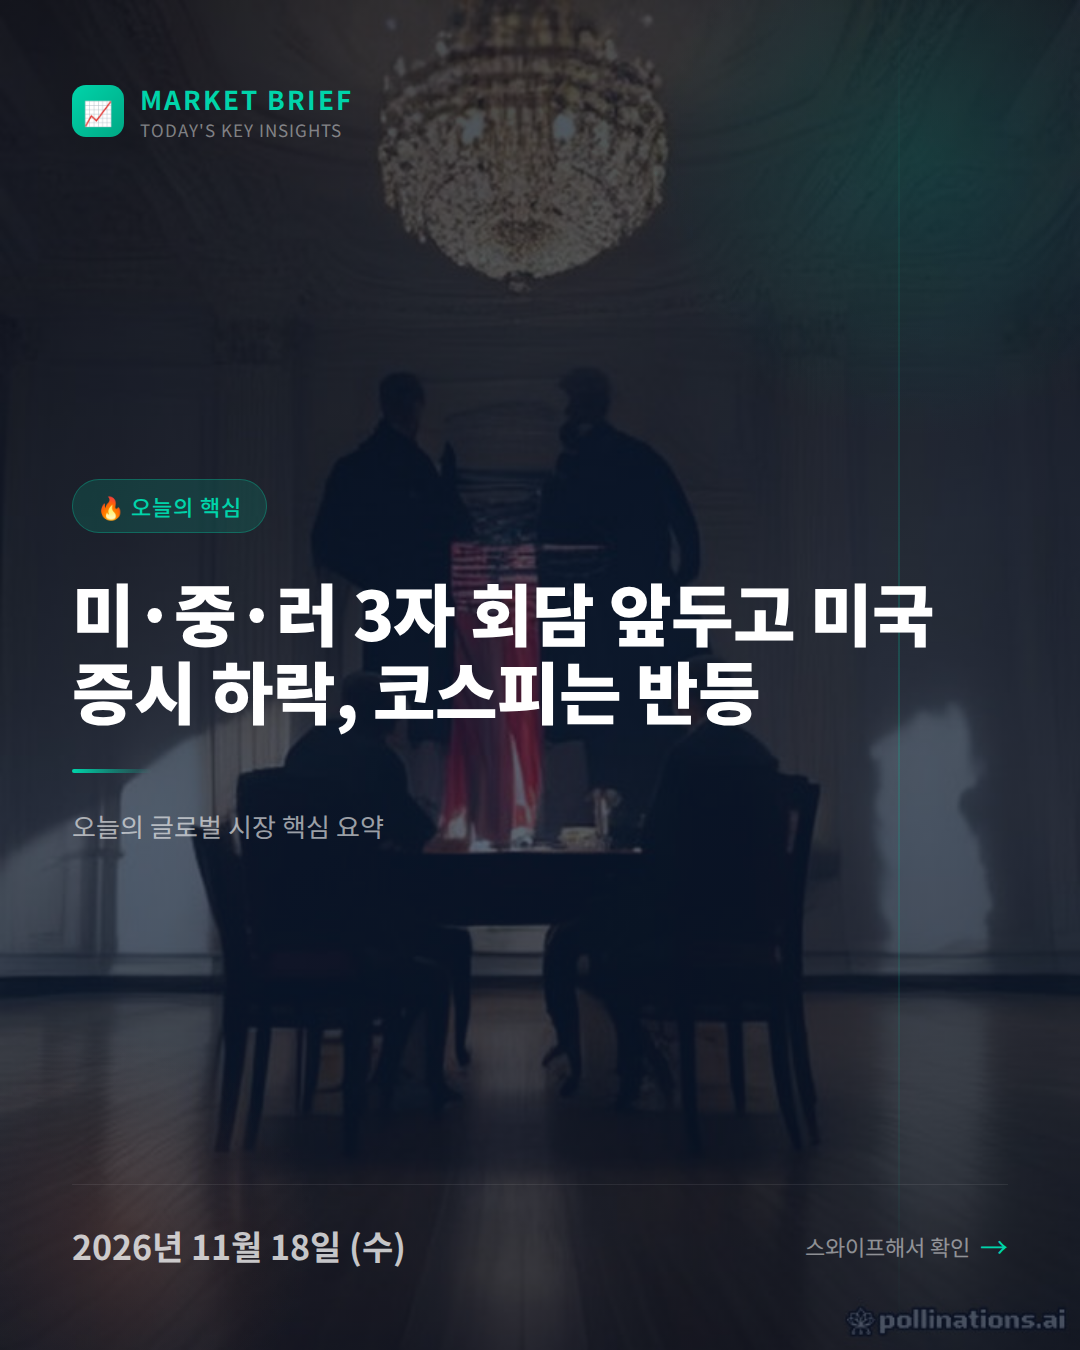 MARKET BRIEF
TODAY'S KEY INSIGHTS
🔥 오늘의 핵심
미·중·러 3자 회담 앞두고 미국
증시 하락, 코스피는 반등
오늘의 글로벌 시장 핵심 요약
2026년 11월 18일 (수)
스와이프해서 확인 →
pollinations.ai